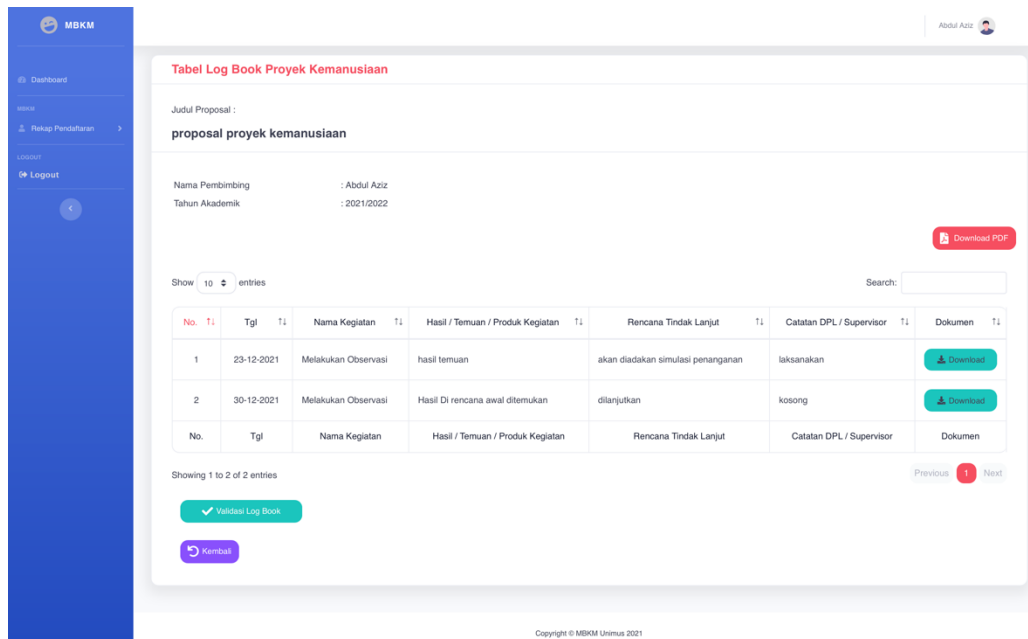 MBKM
Abdul Aziz
Dashboard
MBKM
Rekap Pendaftaran
LOGOUT
Logout
Tabel Log Book Proyek Kemanusiaan
Judul Proposal :
proposal proyek kemanusiaan
Nama Pembimbing : Abdul Aziz
Tahun Akademik : 2021/2022
Download PDF
Show 10 entries Search:
No. Tgl Nama Kegiatan Hasil / Temuan / Produk Kegiatan Rencana Tindak Lanjut Catatan DPL / Supervisor Dokumen
1 23-12-2021 Melakukan Observasi hasil temuan akan diadakan simulasi penanganan laksanakan Download
2 30-12-2021 Melakukan Observasi Hasil Di rencana awal ditemukan dilanjutkan kosong Download
No. Tgl Nama Kegiatan Hasil / Temuan / Produk Kegiatan Rencana Tindak Lanjut Catatan DPL / Supervisor Dokumen
Showing 1 to 2 of 2 entries Previous 1 Next
Validasi Log Book
Kembali
Copyright © MBKM Unimus 2021